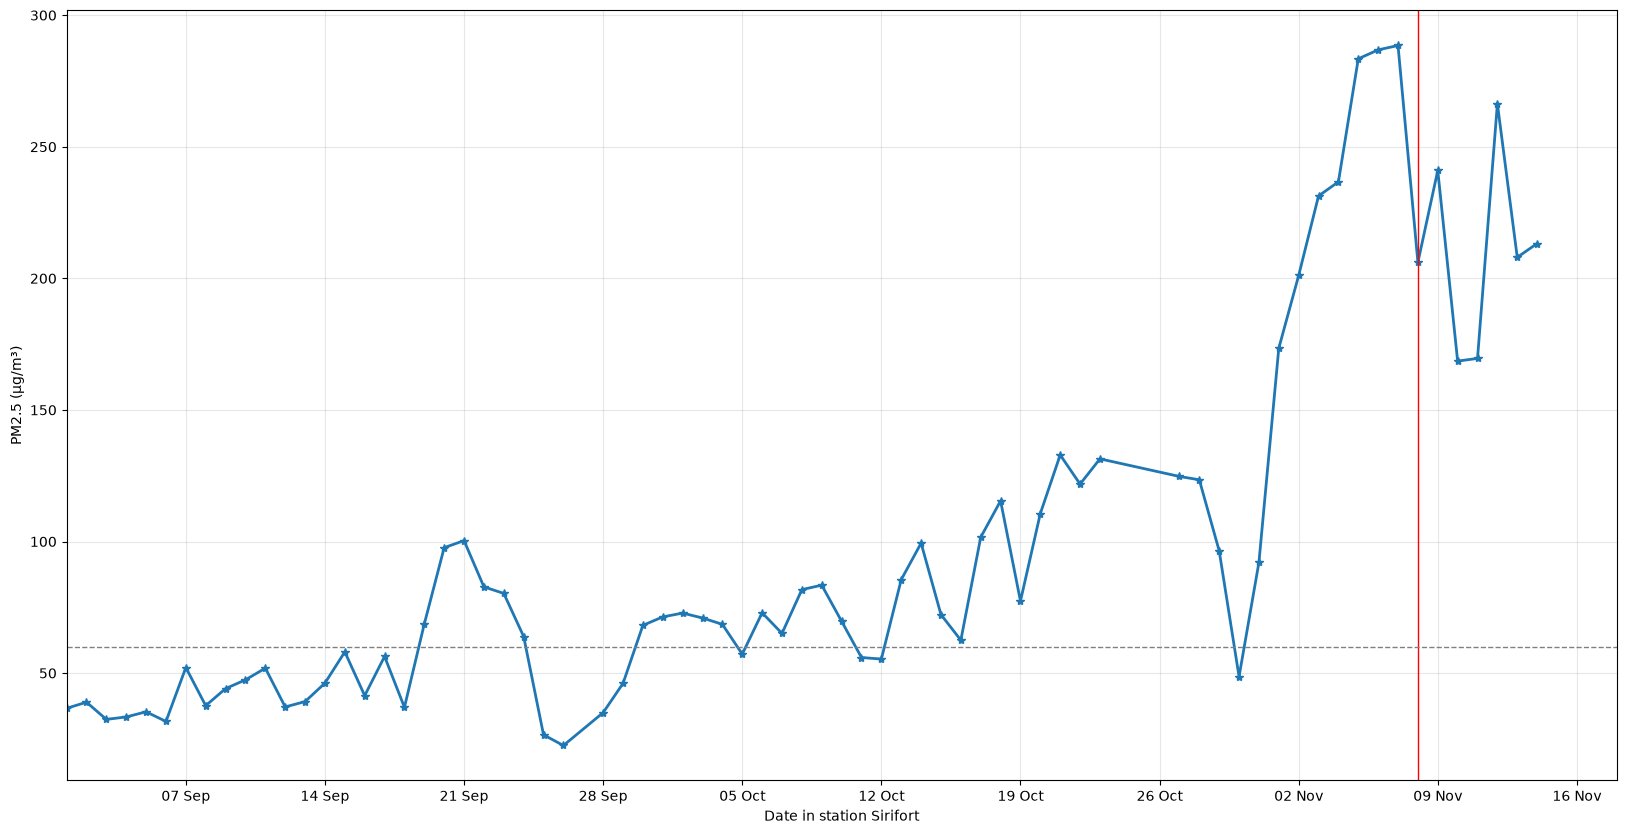 300
250
200
150
100
50
PM2.5 (µg/m³)
07 Sep
14 Sep
21 Sep
28 Sep
05 Oct
12 Oct
19 Oct
26 Oct
02 Nov
09 Nov
16 Nov
Date in station Sirifort